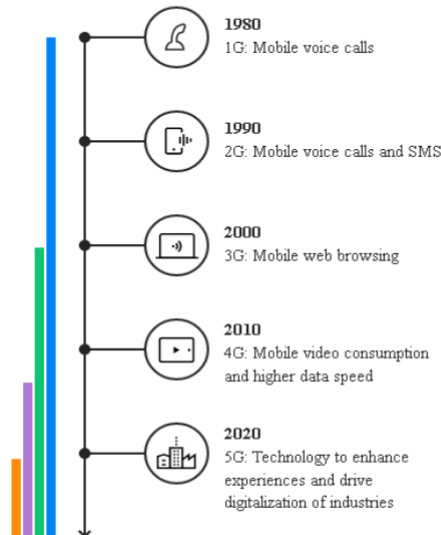 1980
1G: Mobile voice calls
1990
2G: Mobile voice calls and SMS
2000
3G: Mobile web browsing
2010
4G: Mobile video consumption
and higher data speed
2020
5G: Technology to enhance
experiences and drive
digitalization of industries